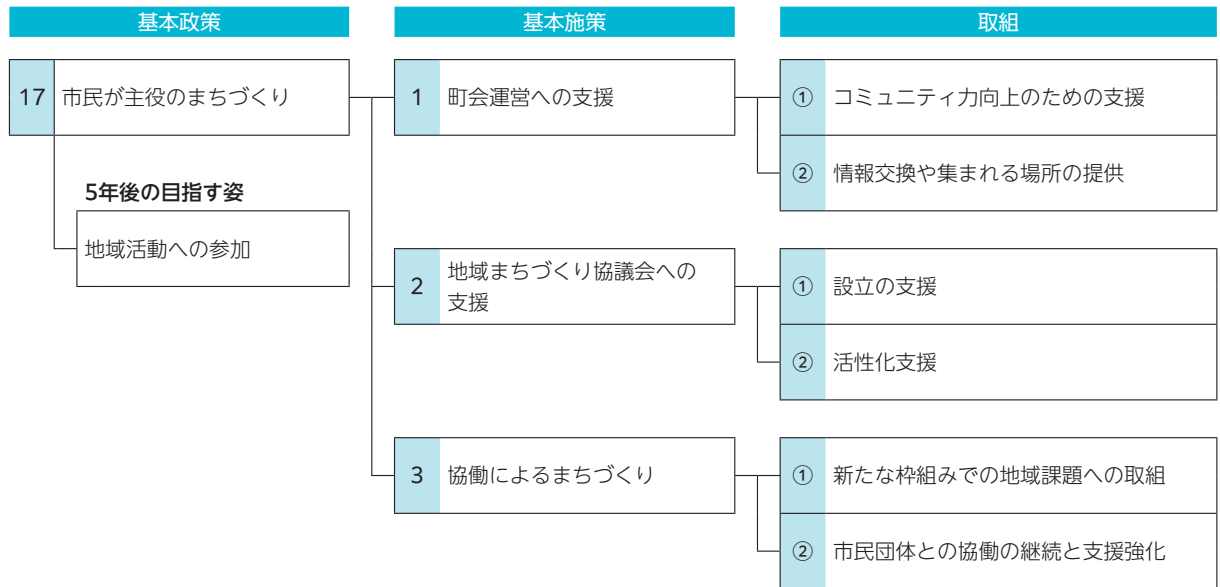 基本政策
基本施策
取組
17 市民が主役のまちづくり
5年後の目指す姿
地域活動への参加
1 町会運営への支援
① コミュニティ力向上のための支援
② 情報交換や集まれる場所の提供
2 地域まちづくり協議会への
支援
① 設立の支援
② 活性化支援
3 協働によるまちづくり
① 新たな枠組みでの地域課題への取組
② 市民団体との協働の継続と支援強化